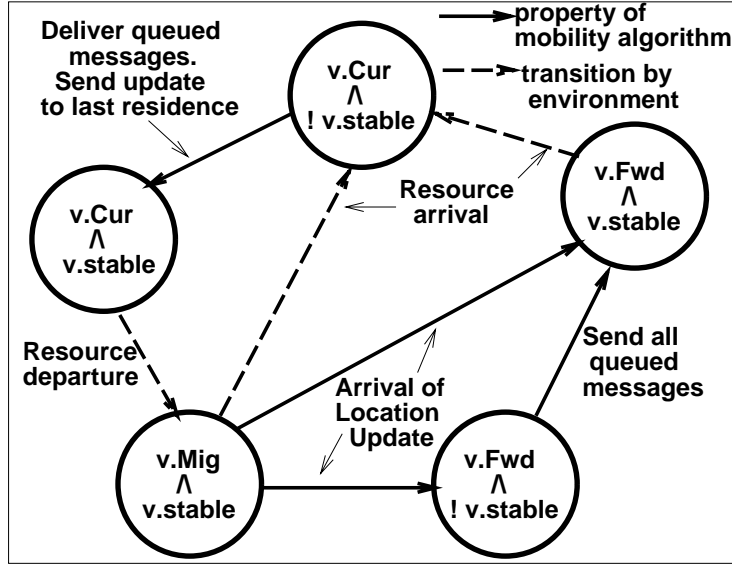 Deliver queued
messages.
Send update
to last residence
property of
mobility algorithm
transition by
environment
v.Cur
Λ
! v.stable
v.Fwd
Λ
v.stable
Resource
arrival
v.Cur
Λ
v.stable
Resource
departure
Send all
queued
messages
Arrival of
Location
Update
v.Mig
Λ
v.stable
v.Fwd
Λ
! v.stable